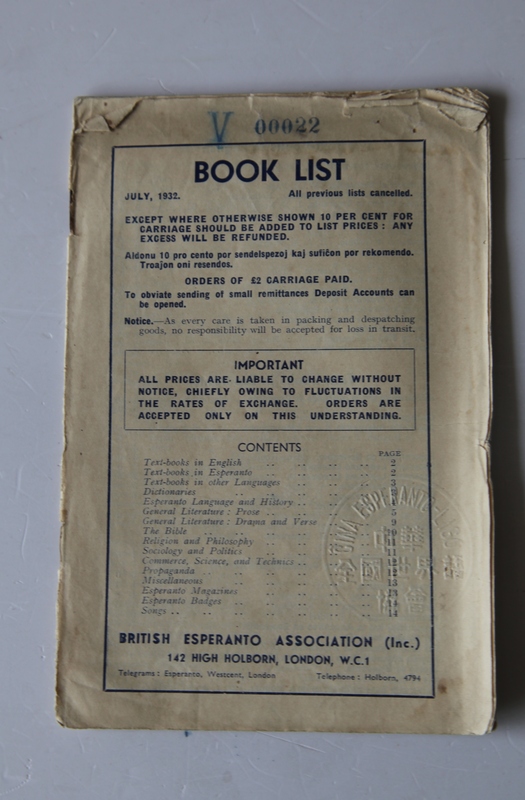 V 00022
BOOK LIST
JULY, 1932. All previous lists cancelled.
EXCEPT WHERE OTHERWISE SHOWN 10 PER CENT FOR
CARRIAGE SHOULD BE ADDED TO LIST PRICES : ANY
EXCESS WILL BE REFUNDED.
Aldonu 10 pro cento por sendelspezoj kaj sufiĉon por rekomendo.
Troajon oni resendos.
ORDERS OF £2 CARRIAGE PAID.
To obviate sending of small remittances Deposit Accounts can
be opened.
Notice.—As every care is taken in packing and despatching
goods, no responsibility will be accepted for loss in transit.
IMPORTANT
ALL PRICES ARE LIABLE TO CHANGE WITHOUT
NOTICE, CHIEFLY OWING TO FLUCTUATIONS IN
THE RATES OF EXCHANGE. ORDERS ARE
ACCEPTED ONLY ON THIS UNDERSTANDING.
CONTENTS
PAGE
Text-books in English
Text-books in Esperanto
Text-books in other Languages
Dictionaries
Esperanto Language and History
General Literature : Prose
General Literature : Drama and Verse 9
The Bible
Religion and Philosophy
Sociology and Politics
Commerce, Science, and Technics
Propaganda
Miscellaneous
Esperanto Magazines
Esperanto Badges 14
Songs 14
BRITISH ESPERANTO ASSOCIATION (Inc.)
142 HIGH HOLBORN, LONDON, W.C.1
Telegrams : Esperanto, Westcent, London Telephone : Holborn, 4794